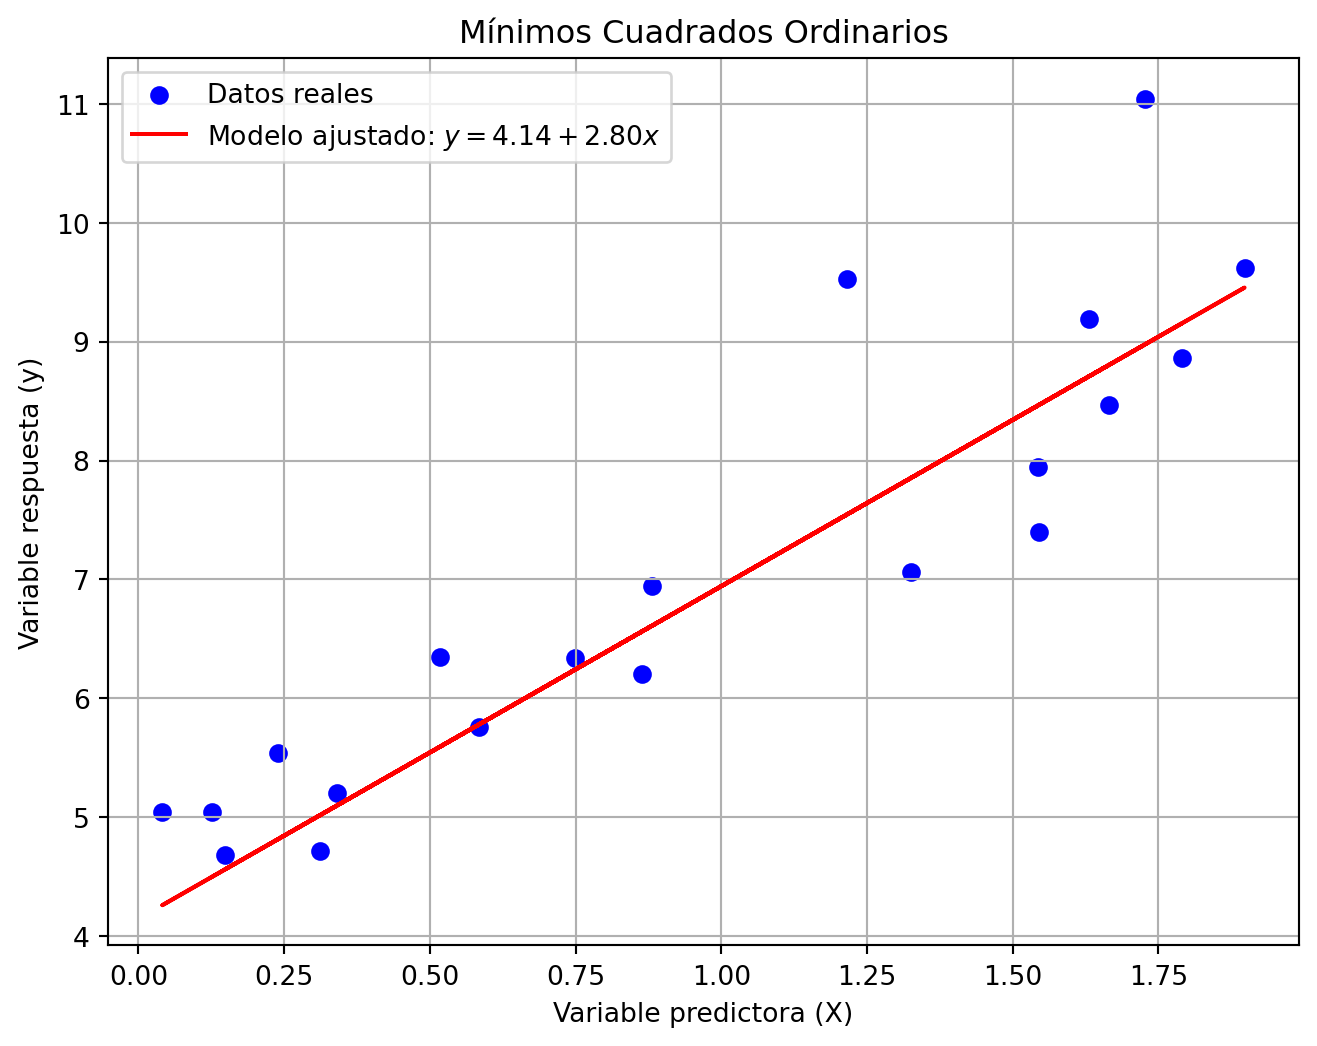 Mínimos Cuadrados Ordinarios
Datos reales
Modelo ajustado: y = 4.14 + 2.80x
11
10
9
8
7
6
5
4
Variable respuesta (y)
0.00 0.25 0.50 0.75 1.00 1.25 1.50 1.75
Variable predictora (X)